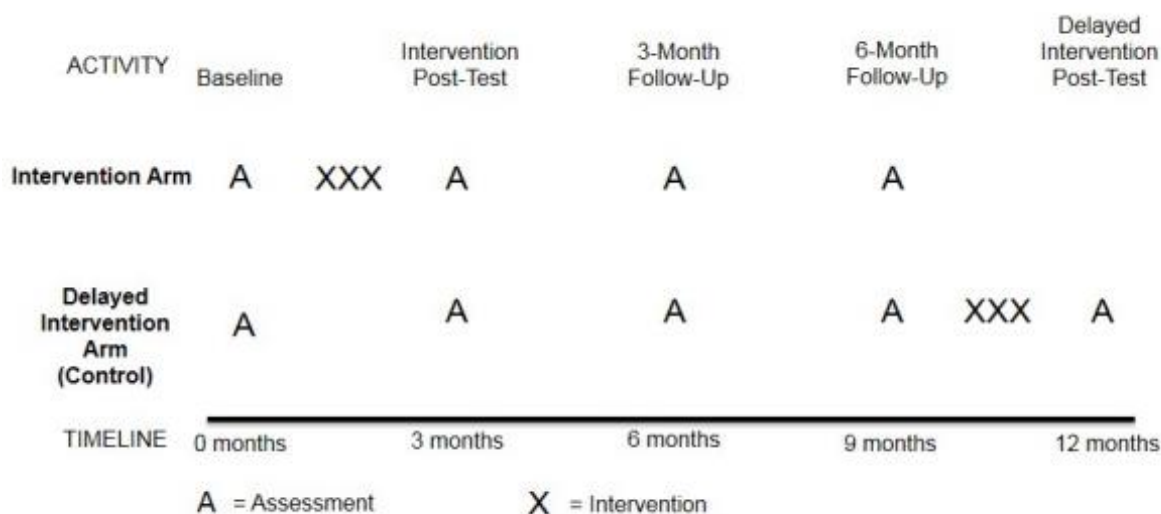 ACTIVITY
Baseline
Intervention
Post-Test
3-Month
Follow-Up
6-Month
Follow-Up
Delayed
Intervention
Post-Test
Intervention Arm A XXX A A A
Delayed
Intervention
Arm
(Control)
A A A A XXX A
TIMELINE 0 months 3 months 6 months 9 months 12 months
A = Assessment X = Intervention